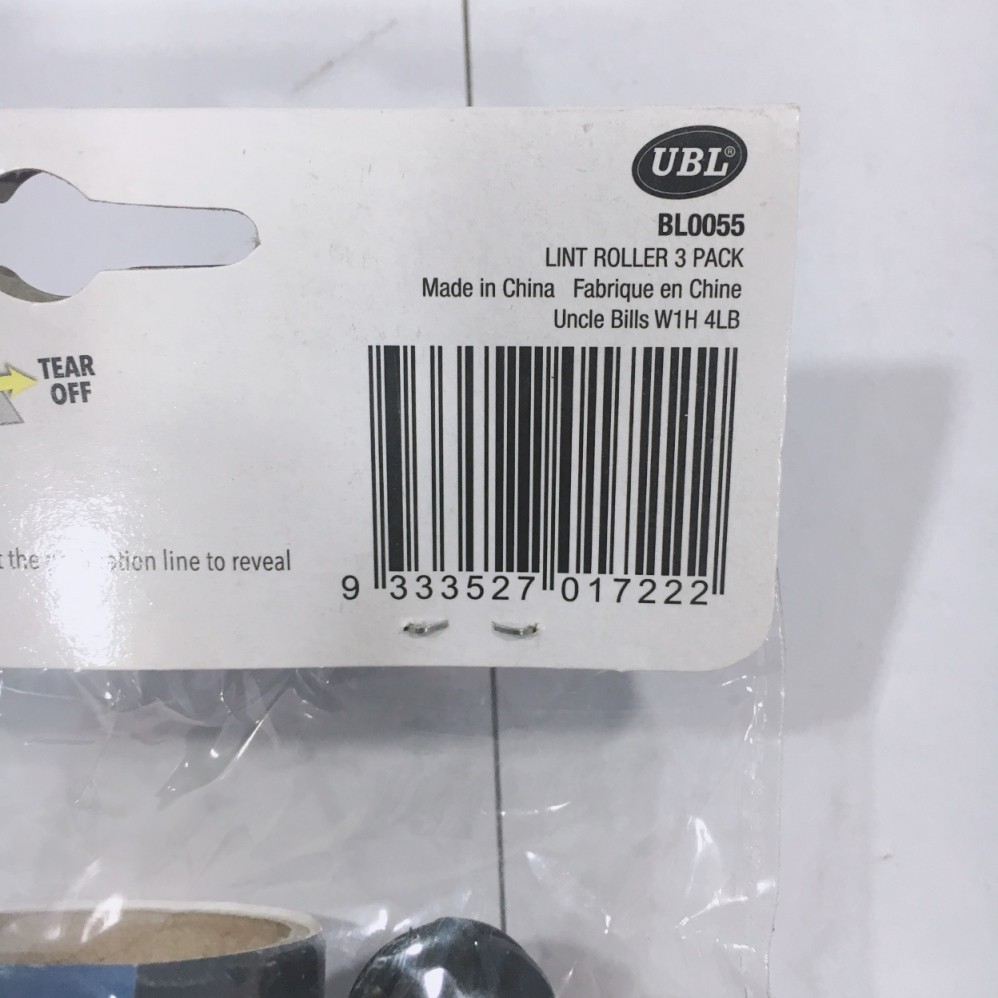 UBL®
BL0055
LINT ROLLER 3 PACK
Made in China Fabrique en Chine
Uncle Bills W1H 4LB
TEAR
OFF
the line to reveal
9 333527 017222